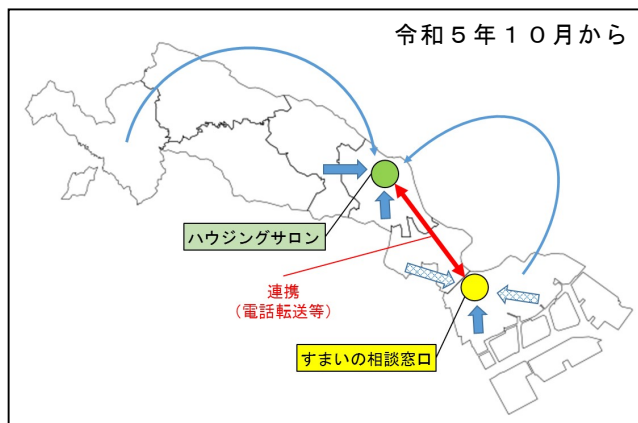 令和５年１０月から
ハウジングサロン
連携
（電話転送等）
すまいの相談窓口